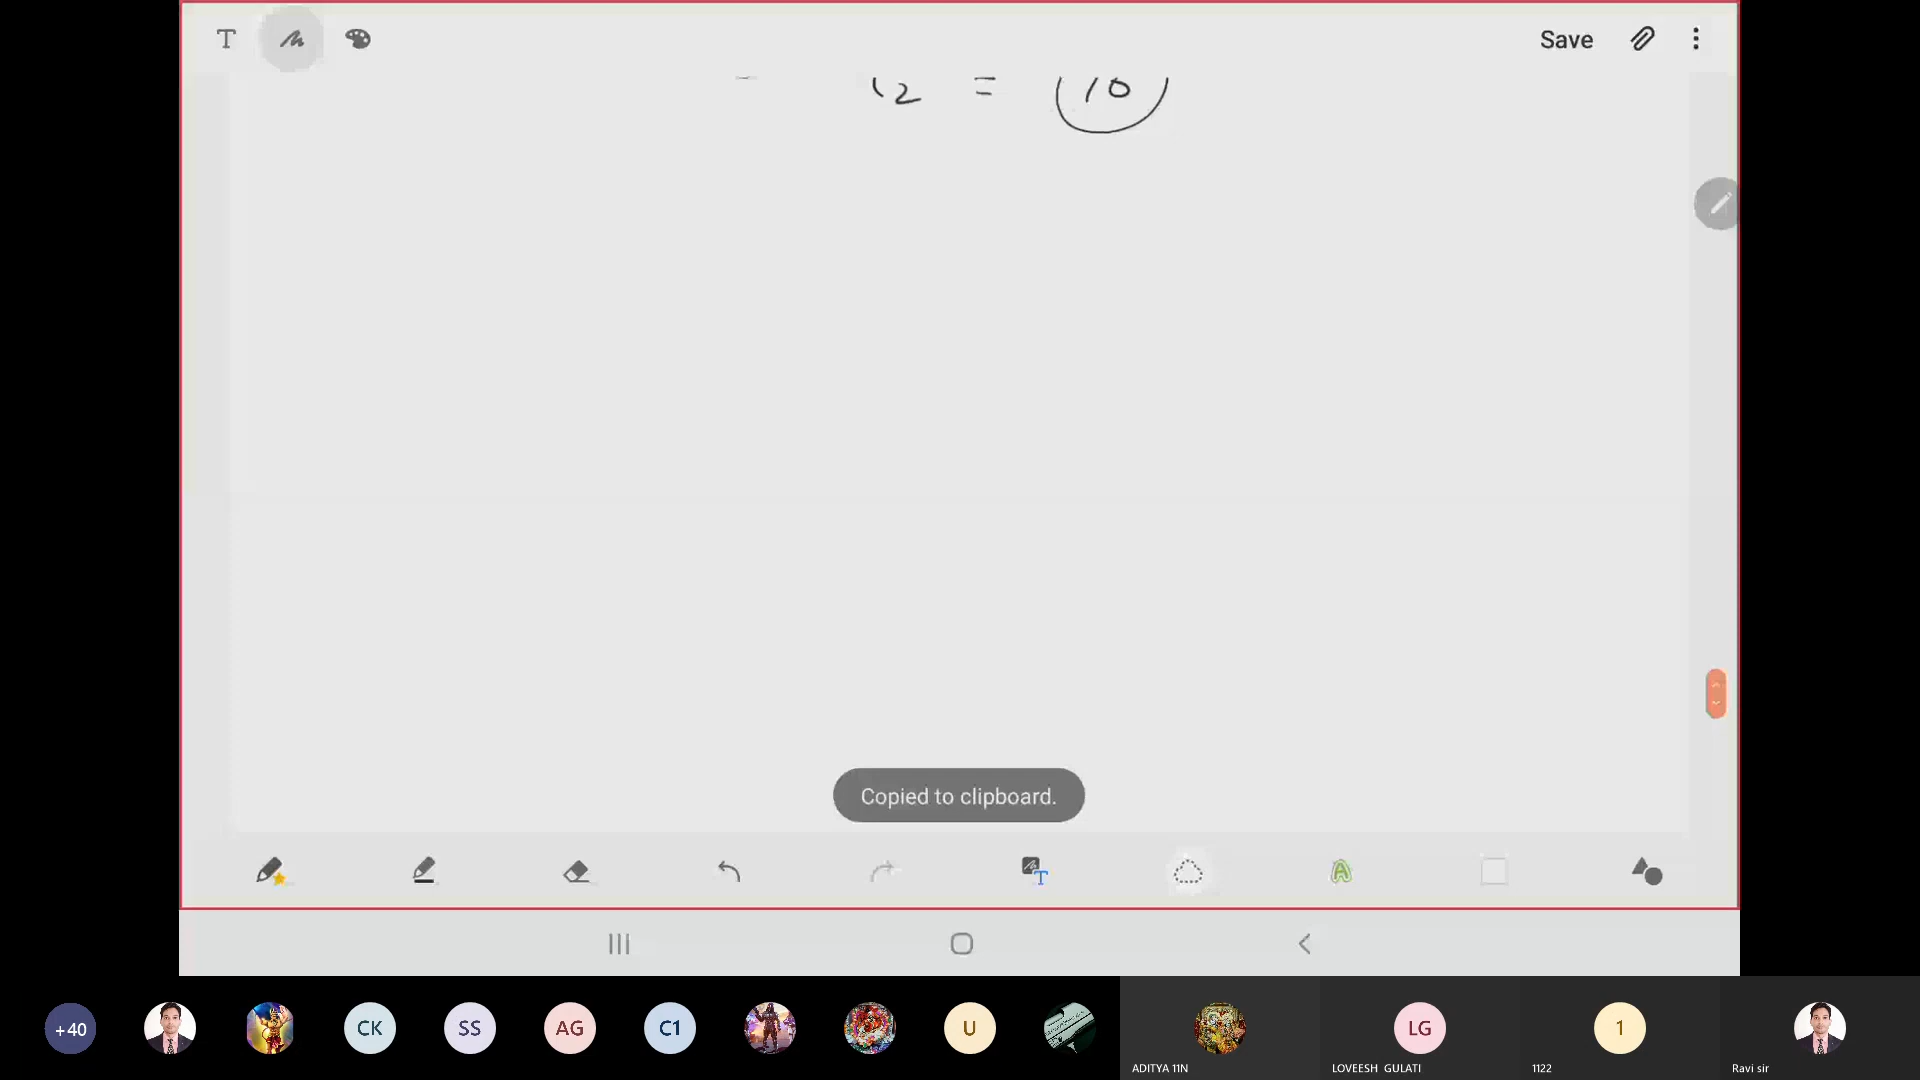 T
Save
2 = 10
Copied to clipboard.
T
A
+40
CK
SS
AG
C1
U
LG
1
ADITYA 11N
LOVEESH GULATI
1122
Ravi sir